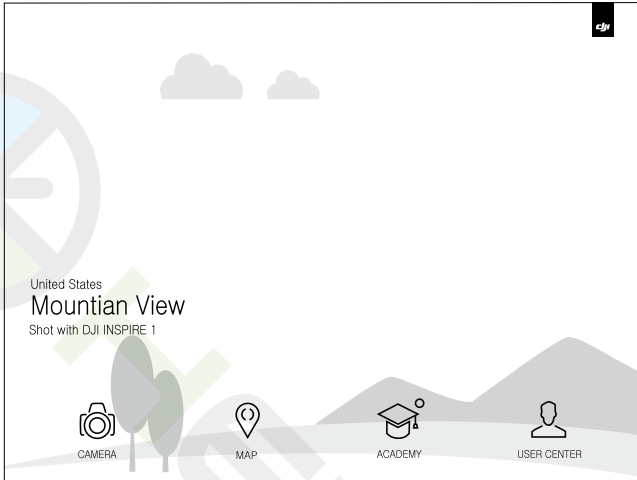 dji
United States
Mountian View
Shot with DJI INSPIRE 1
CAMERA
MAP
ACADEMY
USER CENTER